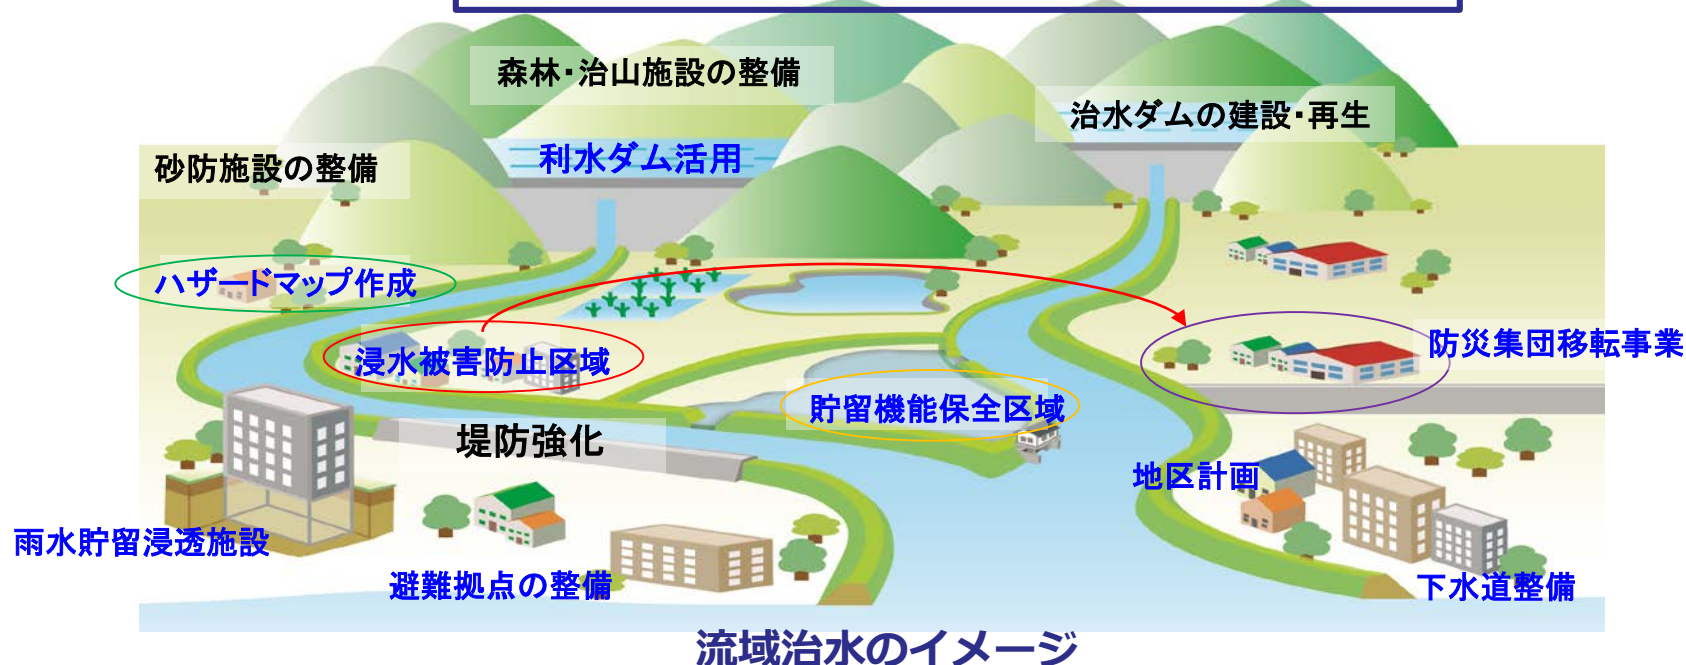 森林・治山施設の整備
治水ダムの建設・再生
利水ダム活用
砂防施設の整備
ハザードマップ作成
浸水被害防止区域
防災集団移転事業
貯留機能保全区域
堤防強化
地区計画
雨水貯留浸透施設
避難拠点の整備
下水道整備
流域治水のイメージ